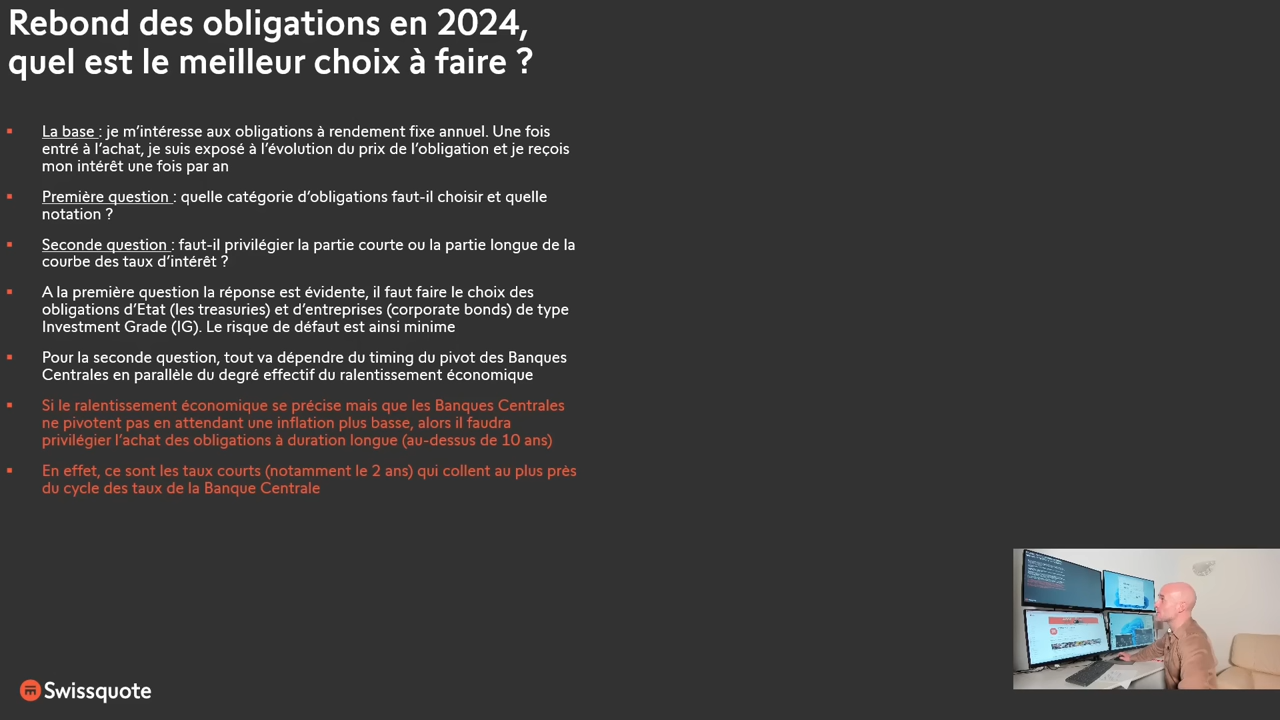 Rebond des obligations en 2024,
quel est le meilleur choix à faire ?
La base : je m'intéresse aux obligations à rendement fixe annuel. Une fois
entré à l'achat, je suis exposé à l'évolution du prix de l'obligation et je reçois
mon intérêt une fois par an
Première question : quelle catégorie d'obligations faut-il choisir et quelle
notation ?
Seconde question : faut-il privilégier la partie courte ou la partie longue de la
courbe des taux d'intérêt ?
A la première question la réponse est évidente, il faut faire le choix des
obligations d'Etat (les treasuries) et d'entreprises (corporate bonds) de type
Investment Grade (IG). Le risque de défaut est ainsi minime
Pour la seconde question, tout va dépendre du timing du pivot des Banques
Centrales en parallèle du degré effectif du ralentissement économique
Si le ralentissement économique se précise mais que les Banques Centrales
ne pivotent pas en attendant une inflation plus basse, alors il faudra
privilégier l'achat des obligations à duration longue (au-dessus de 10 ans)
En effet, ce sont les taux courts (notamment le 2 ans) qui collent au plus près
du cycle des taux de la Banque Centrale
Swissquote